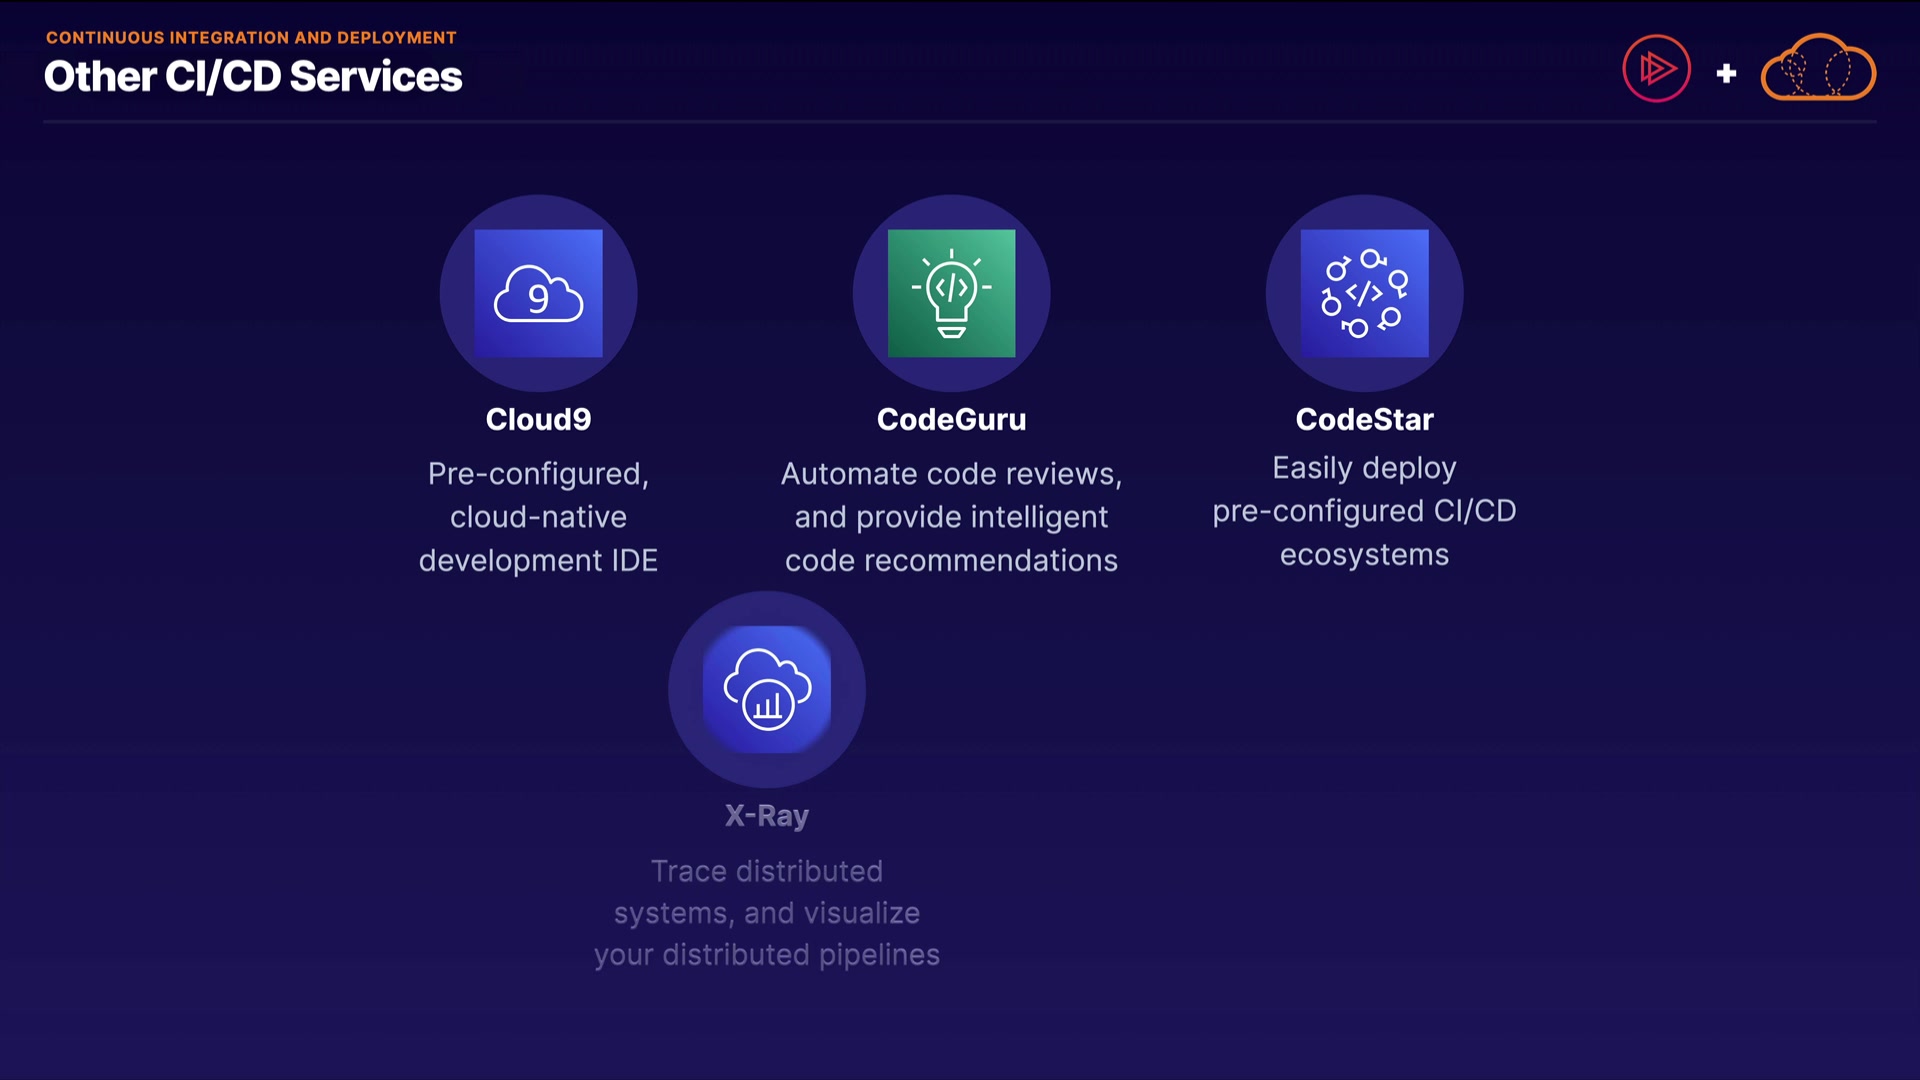 CONTINUOUS INTEGRATION AND DEPLOYMENT
Other CI/CD Services
9
Cloud9
Pre-configured,
cloud-native
development IDE
</>
CodeGuru
Automate code reviews,
and provide intelligent
code recommendations
</>
CodeStar
Easily deploy
pre-configured CI/CD
ecosystems
X-Ray
Trace distributed
systems, and visualize
your distributed pipelines